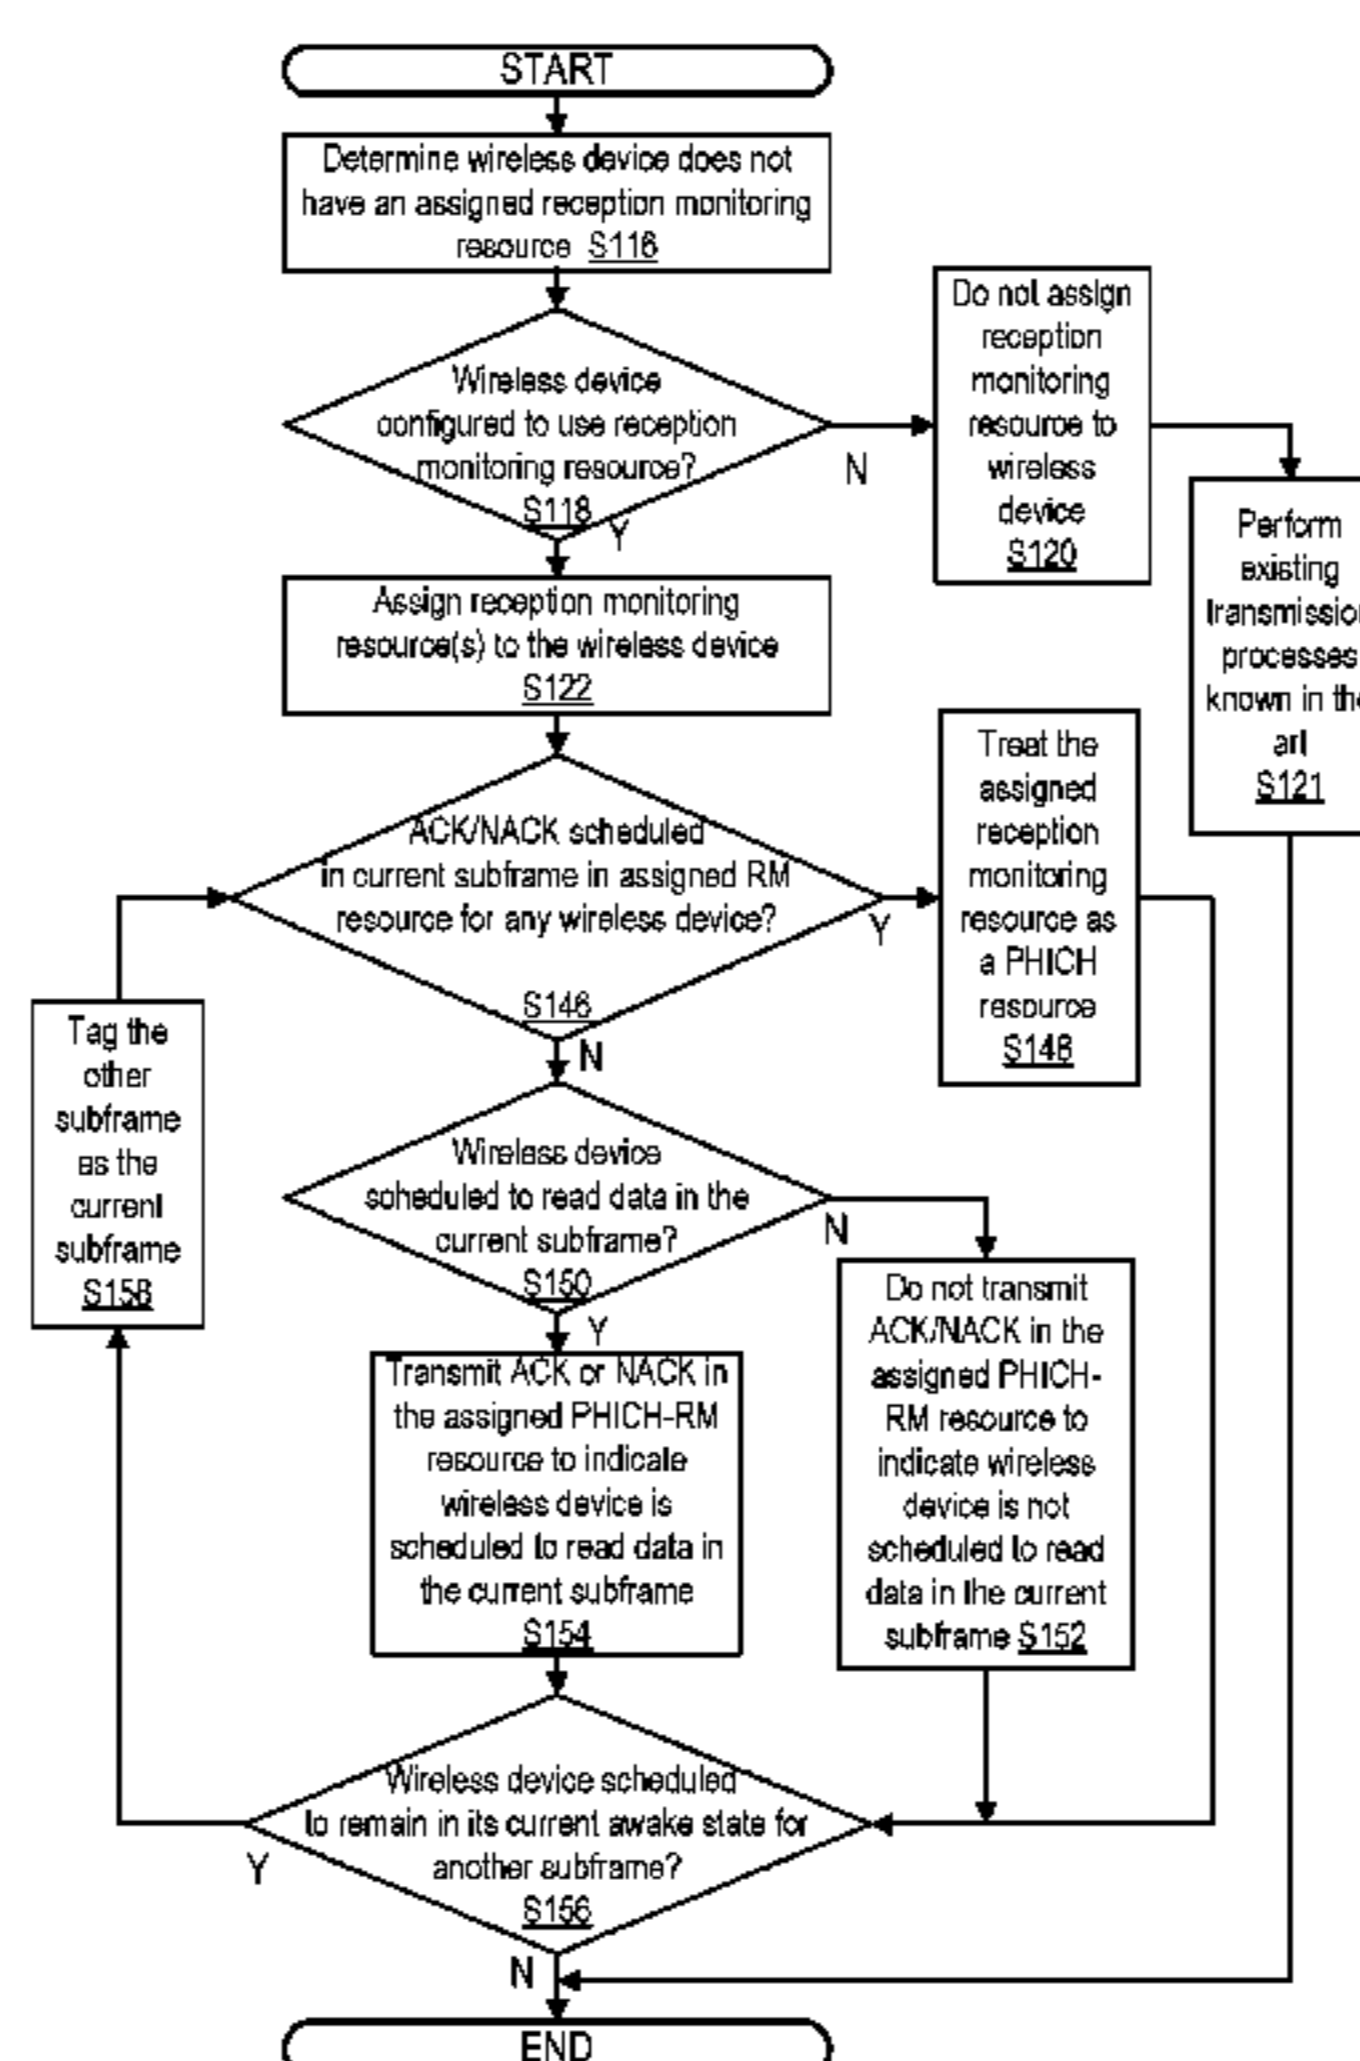 START
Determine wireless device does not
have an assigned reception monitoring
resource S116
Wireless device
configured to use reception
monitoring resource?
S118
N
Y
Do not assign
reception
monitoring
resource to
wireless
device
S120
Perform
existing
transmission
processes
known in the
art
S121
Assign reception monitoring
resource(s) to the wireless device
S122
ACK/NACK scheduled
in current subframe in assigned RM
resource for any wireless device?
S146
Y
N
Treat the
assigned
reception
monitoring
resource as
a PHICH
resource
S148
Tag the
other
subframe
as the
current
subframe
S158
Wireless device
scheduled to read data in the
current subframe?
S150
N
Y
Transmit ACK or NACK in
the assigned PHICH-RM
resource to indicate
wireless device is
scheduled to read data in
the current subframe
S154
Do not transmit
ACK/NACK in the
assigned PHICH-
RM resource to
indicate wireless
device is not
scheduled to read
data in the current
subframe S152
Wireless device scheduled
to remain in its current awake state for
another subframe?
S156
Y
N
END